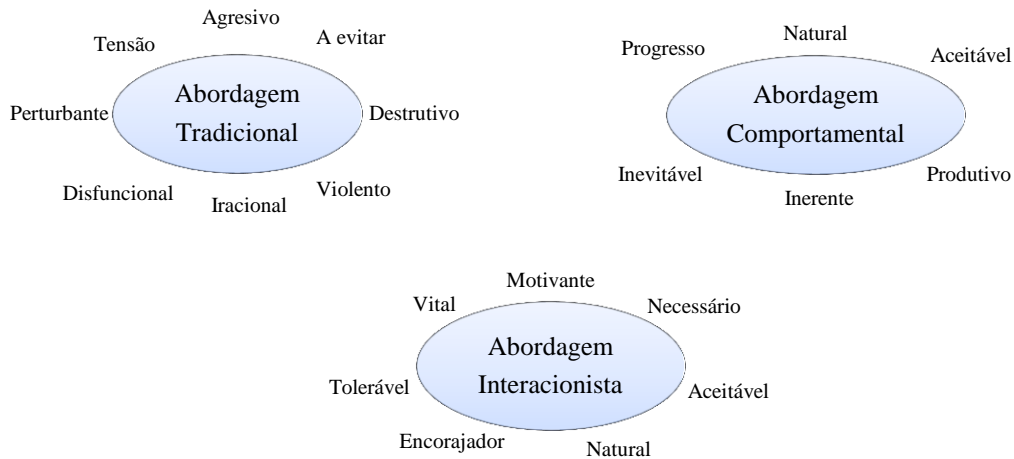 Agresivo
Tensão
A evitar
Perturbante
Abordagem
Tradicional
Destrutivo
Disfuncional
Iracional
Violento
Natural
Progresso
Aceitável
Abordagem
Comportamental
Inevitável
Inerente
Produtivo
Motivante
Vital
Necessário
Abordagem
Interacionista
Tolerável
Aceitável
Encorajador
Natural